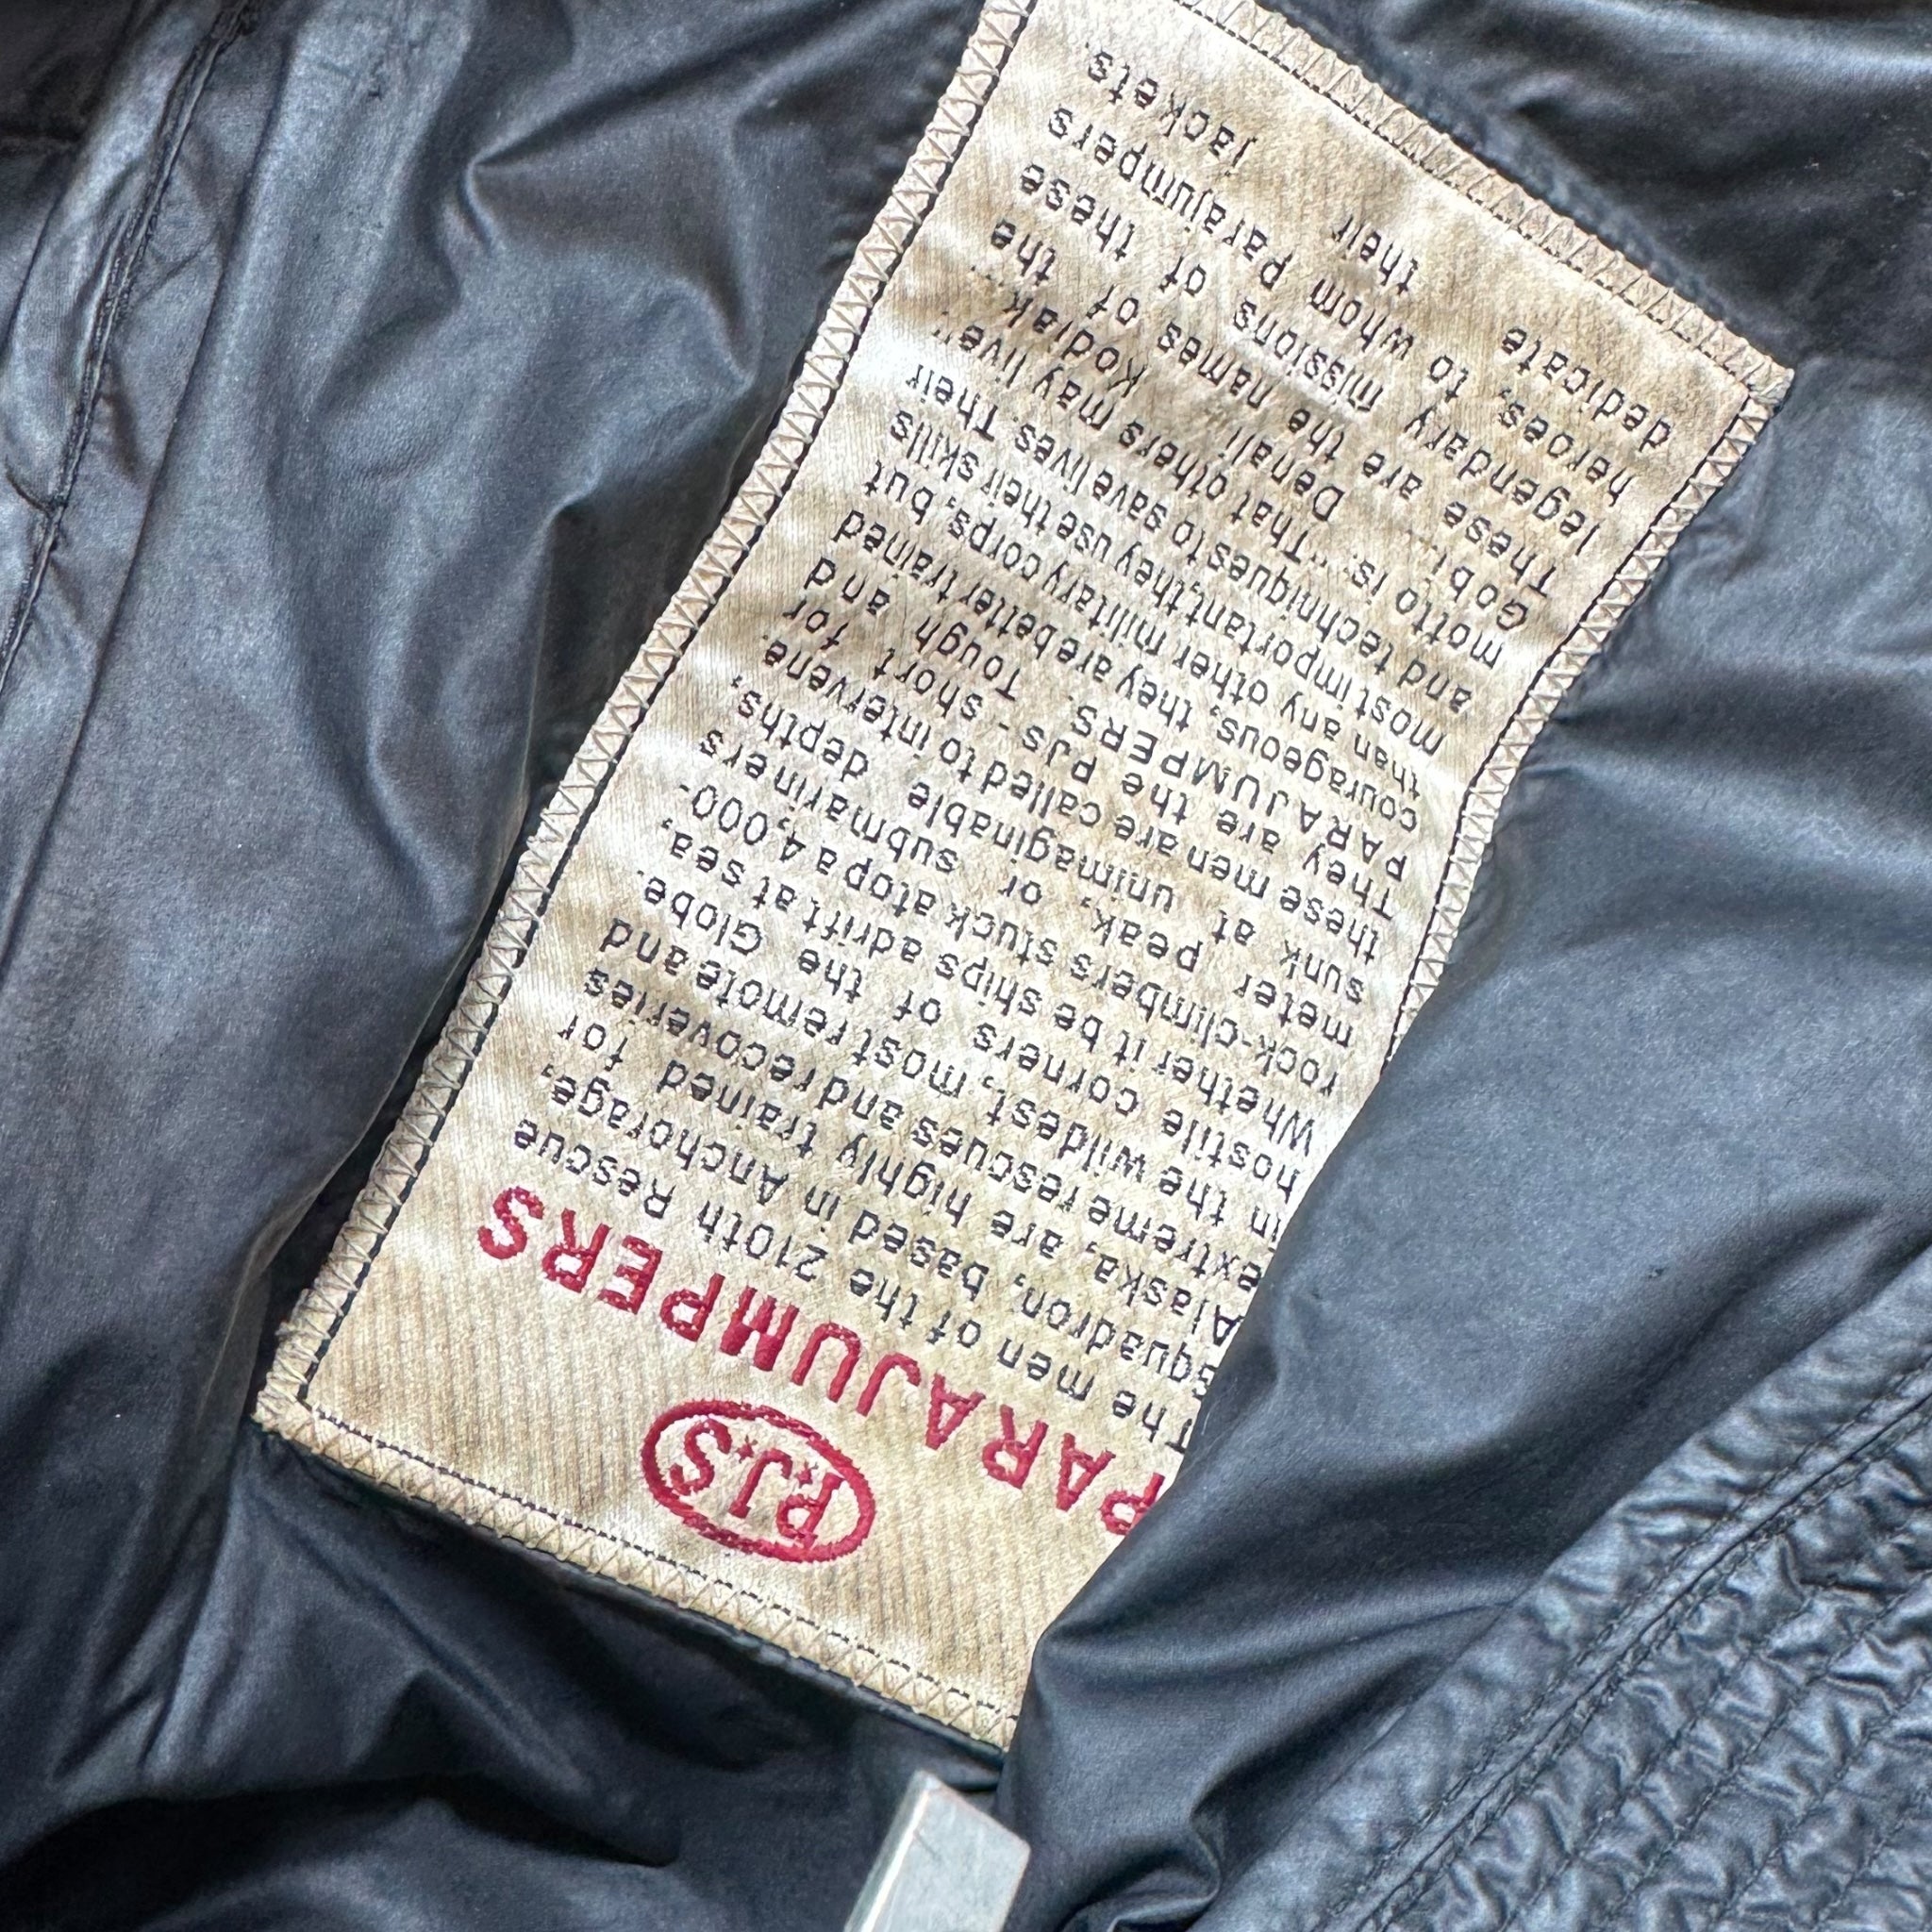 P.J.S
PARAJUMPERS
The men of the 210th Rescue
squadron, based in Anchorage,
Alaska, are highly trained for
extreme rescues and recoveries
in the wildest, most remote and
hostile corners of the Globe.
Whether it be ships adrift at sea,
rock-climbers stuck atop a 4,000-
meter peak, or submariners
sunk at unimaginable depths,
these men are called to intervene.
They are the PJs - short for
PARAJUMPERS. Tough and
courageous, they are better trained
than any other military corps, but
most important, they use their skills
and techniques to save lives. Their
motto is: "That others may live".
Gobi... Denali... Kodiak...
These are the names of the
legendary missions of these
heroes, to whom Parajumpers
dedicate their jackets.